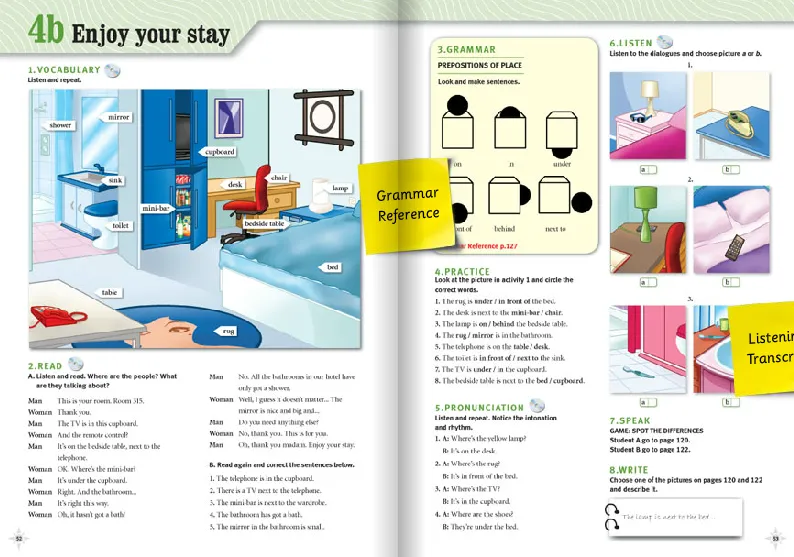 4b Enjoy your stay
1.VOCABULARY
Listen and repeat.
shower
mirror
cupboard
sink
desk
chair
lamp
mini-bar
toilet
bedside table
bed
table
rug
2.READ
A. Listen and read. Where are the people? What
are they talking about?
Man This is your room. Room 315.
Woman Thank you.
Man The TV is in this cupboard.
Woman And the remote control?
Man It's on the bedside table, next to the
telephone.
Woman OK. Where's the mini-bar?
Man It's under the cupboard.
Woman Right. And the bathroom...
Man It's right this way.
Woman Oh, it hasn't got a bath!
Man No. All the bathrooms in our hotel have
only got a shower.
Woman Well, I guess it doesn't matter... The
mirror is nice and big and...
Man Do you need anything else?
Woman No, thank you. This is for you.
Man Oh, thank you madam. Enjoy your stay.
B. Read again and correct the sentences below.
1. The telephone is in the cupboard.
2. There is a TV next to the telephone.
3. The mini-bar is next to the wardrobe.
4. The bathroom has got a bath.
5. The mirror in the bathroom is small.
52
3.GRAMMAR
PREPOSITIONS OF PLACE
Look and make sentences.
on
in
under
front of
behind
next to
Reference p.127
Grammar
Reference
4.PRACTICE
Look at the picture in activity 1 and circle the
correct words.
1. The rug is under / in front of the bed.
2. The desk is next to the mini-bar / chair.
3. The lamp is on / behind the bedside table.
4. The rug / mirror is in the bathroom.
5. The telephone is on the table / desk.
6. The toilet is in front of / next to the sink.
7. The TV is under / in the cupboard.
8. The bedside table is next to the bed / cupboard.
5.PRONUNCIATION
Listen and repeat. Notice the intonation
and rhythm.
1. A: Where's the yellow lamp?
B: It's on the desk.
2. A: Where's the rug?
B: It's in front of the bed.
3. A: Where's the TV?
B: It's in the cupboard.
4. A: Where are the shoes?
B: They're under the bed.
6.LISTEN
Listen to the dialogues and choose picture a or b.
1.
a
b
2.
a
b
3.
a
b
Listenin
Transcr
7.SPEAK
GAME: SPOT THE DIFFERENCES
Student A go to page 120.
Student B go to page 122.
8.WRITE
Choose one of the pictures on pages 120 and 122
and describe it.
The lamp is next to the bed...
53